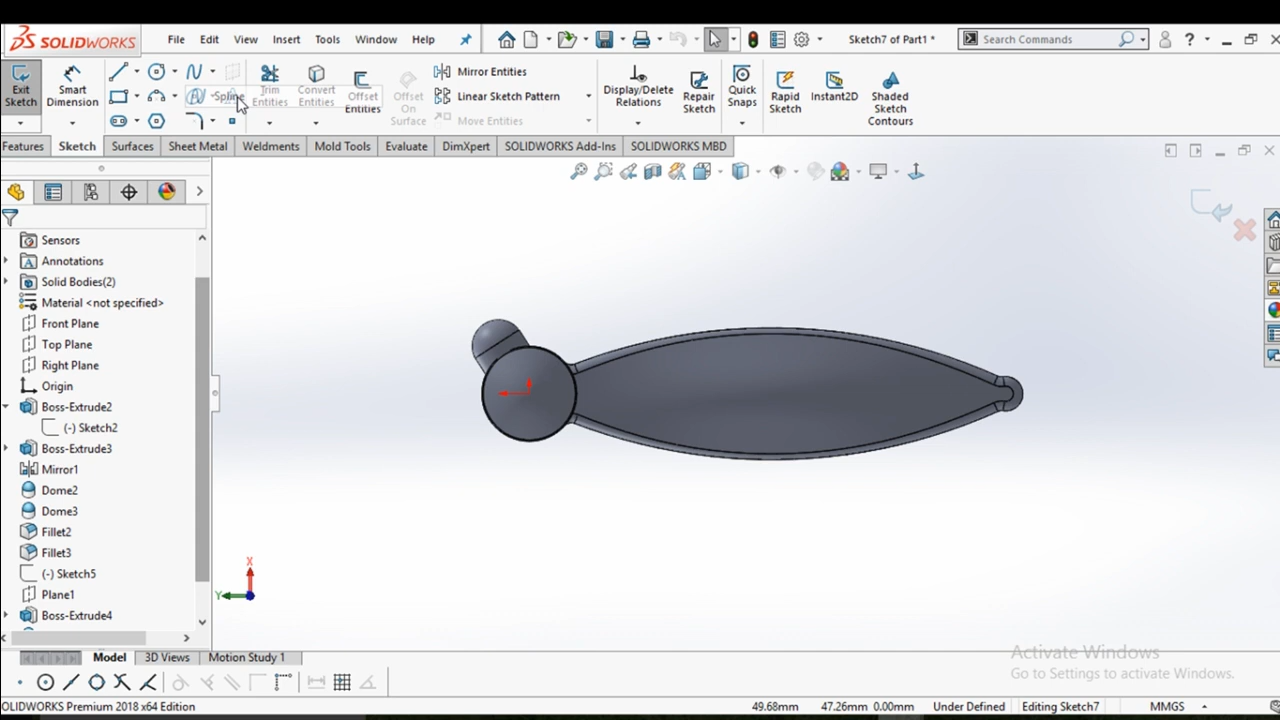 SOLIDWORKS File Edit View Insert Tools Window Help Sketch7 of Part1 * Search Commands ?
Exit Sketch
Smart Dimension
Spline
Trim Entities
Convert Entities
Offset Entities
Offset On Surface
Mirror Entities
Linear Sketch Pattern
Move Entities
Display/Delete Relations
Repair Sketch
Quick Snaps
Rapid Sketch
Instant2D
Shaded Sketch Contours
Features Sketch Surfaces Sheet Metal Weldments Mold Tools Evaluate DimXpert SOLIDWORKS Add-Ins SOLIDWORKS MBD
Sensors
Annotations
Solid Bodies(2)
Material <not specified>
Front Plane
Top Plane
Right Plane
Origin
Boss-Extrude2
(-) Sketch2
Boss-Extrude3
Mirror1
Dome2
Dome3
Fillet2
Fillet3
(-) Sketch5
Plane1
Boss-Extrude4
X
Y
Activate Windows
Go to Settings to activate Windows.
Model 3D Views Motion Study 1
OLIDWORKS Premium 2018 x64 Edition 49.68mm 47.26mm 0.00mm Under Defined Editing Sketch7 MMGS